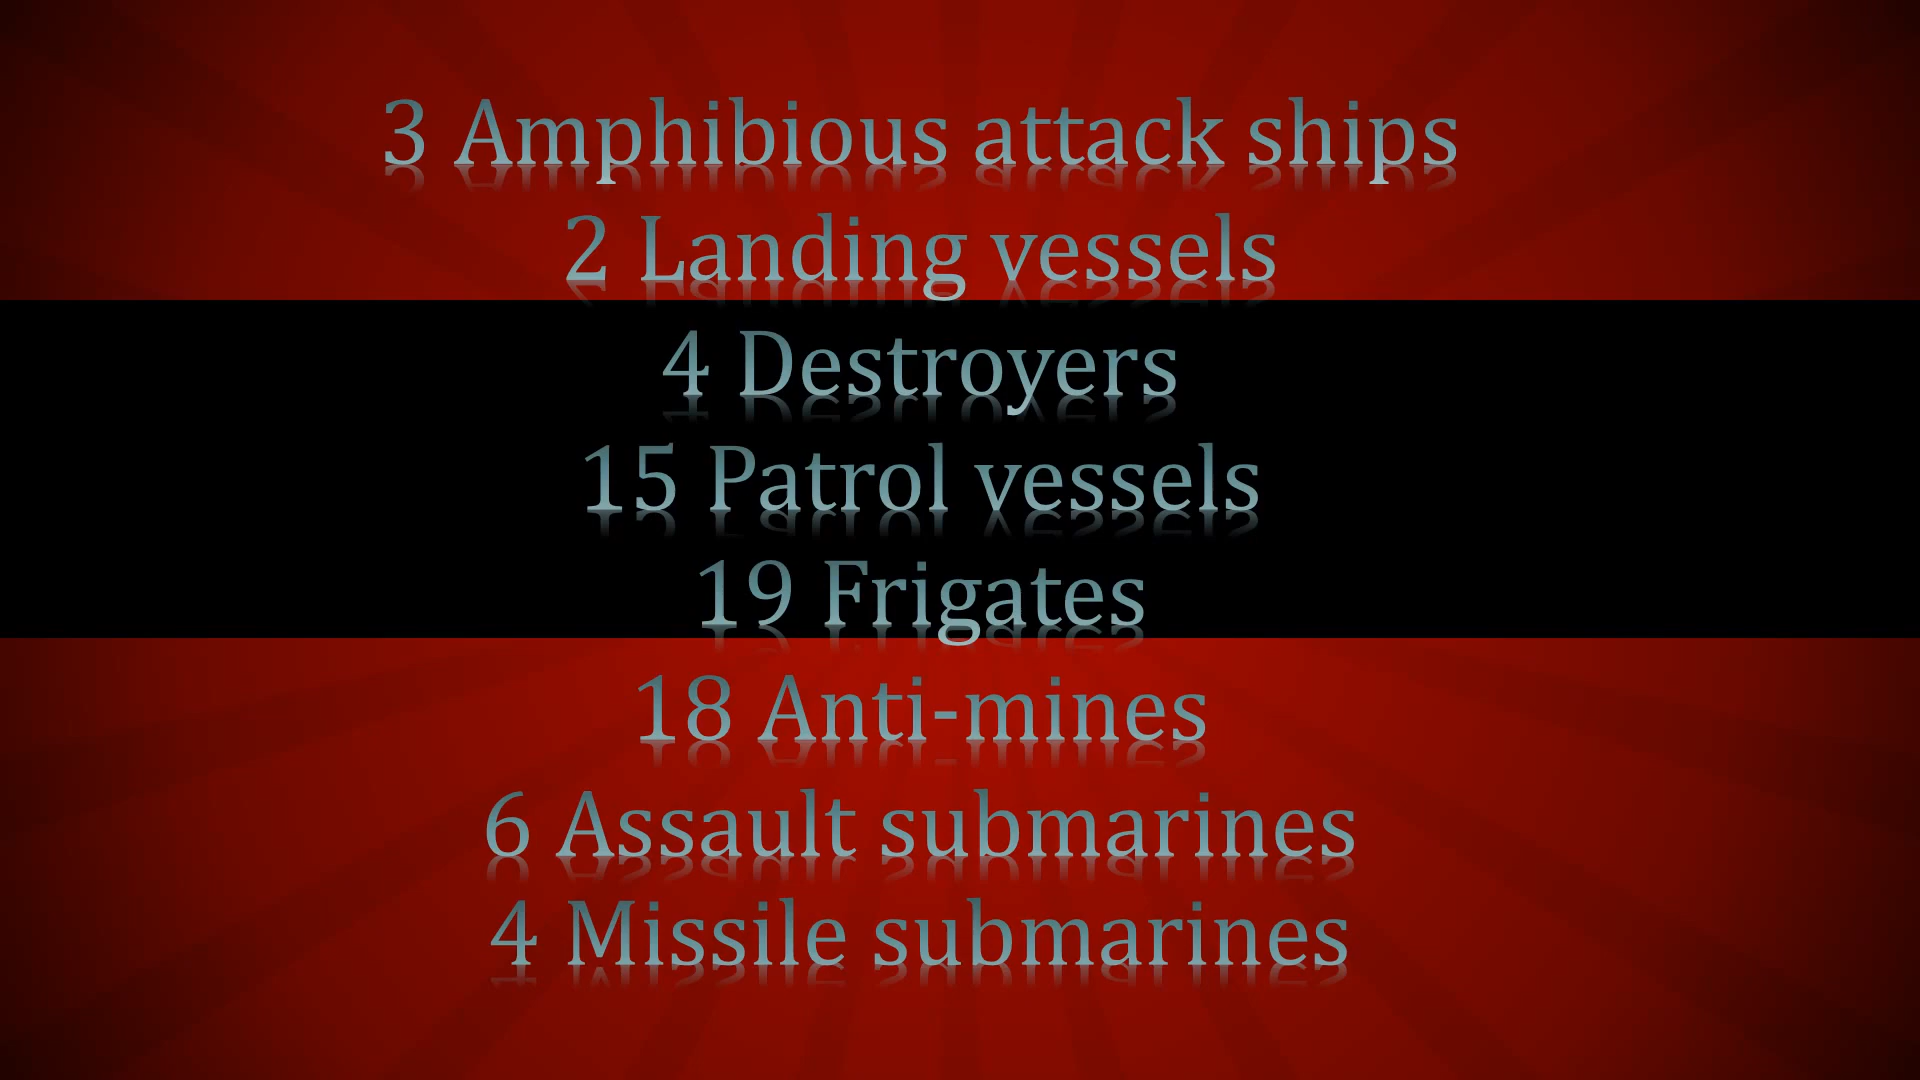 3 Amphibious attack ships
2 Landing vessels
4 Destroyers
15 Patrol vessels
19 Frigates
18 Anti-mines
6 Assault submarines
4 Missile submarines